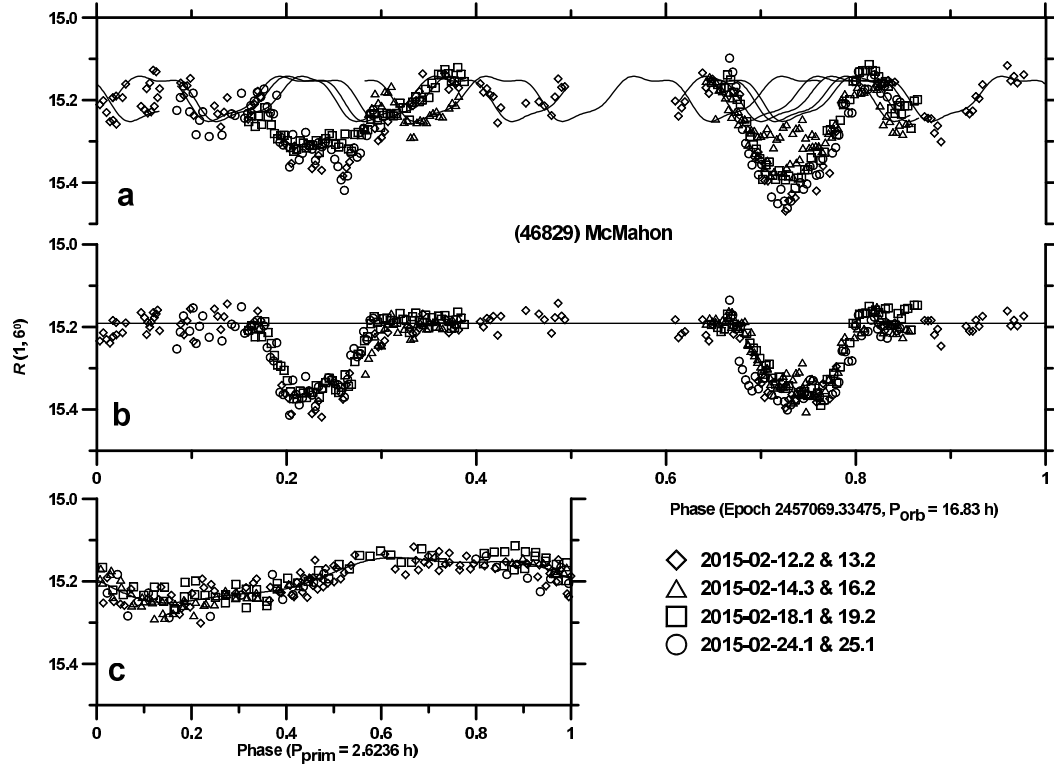 15.0
15.2
15.4
a
(46829) McMahon
15.0
15.2
15.4
b
R (1, 6º)
0 0.2 0.4 0.6 0.8 1
Phase (Epoch 2457069.33475, Porb = 16.83 h)
15.0
15.2
15.4
c
0 0.2 0.4 0.6 0.8 1
Phase (Pprim = 2.6236 h)
2015-02-12.2 & 13.2
2015-02-14.3 & 16.2
2015-02-18.1 & 19.2
2015-02-24.1 & 25.1